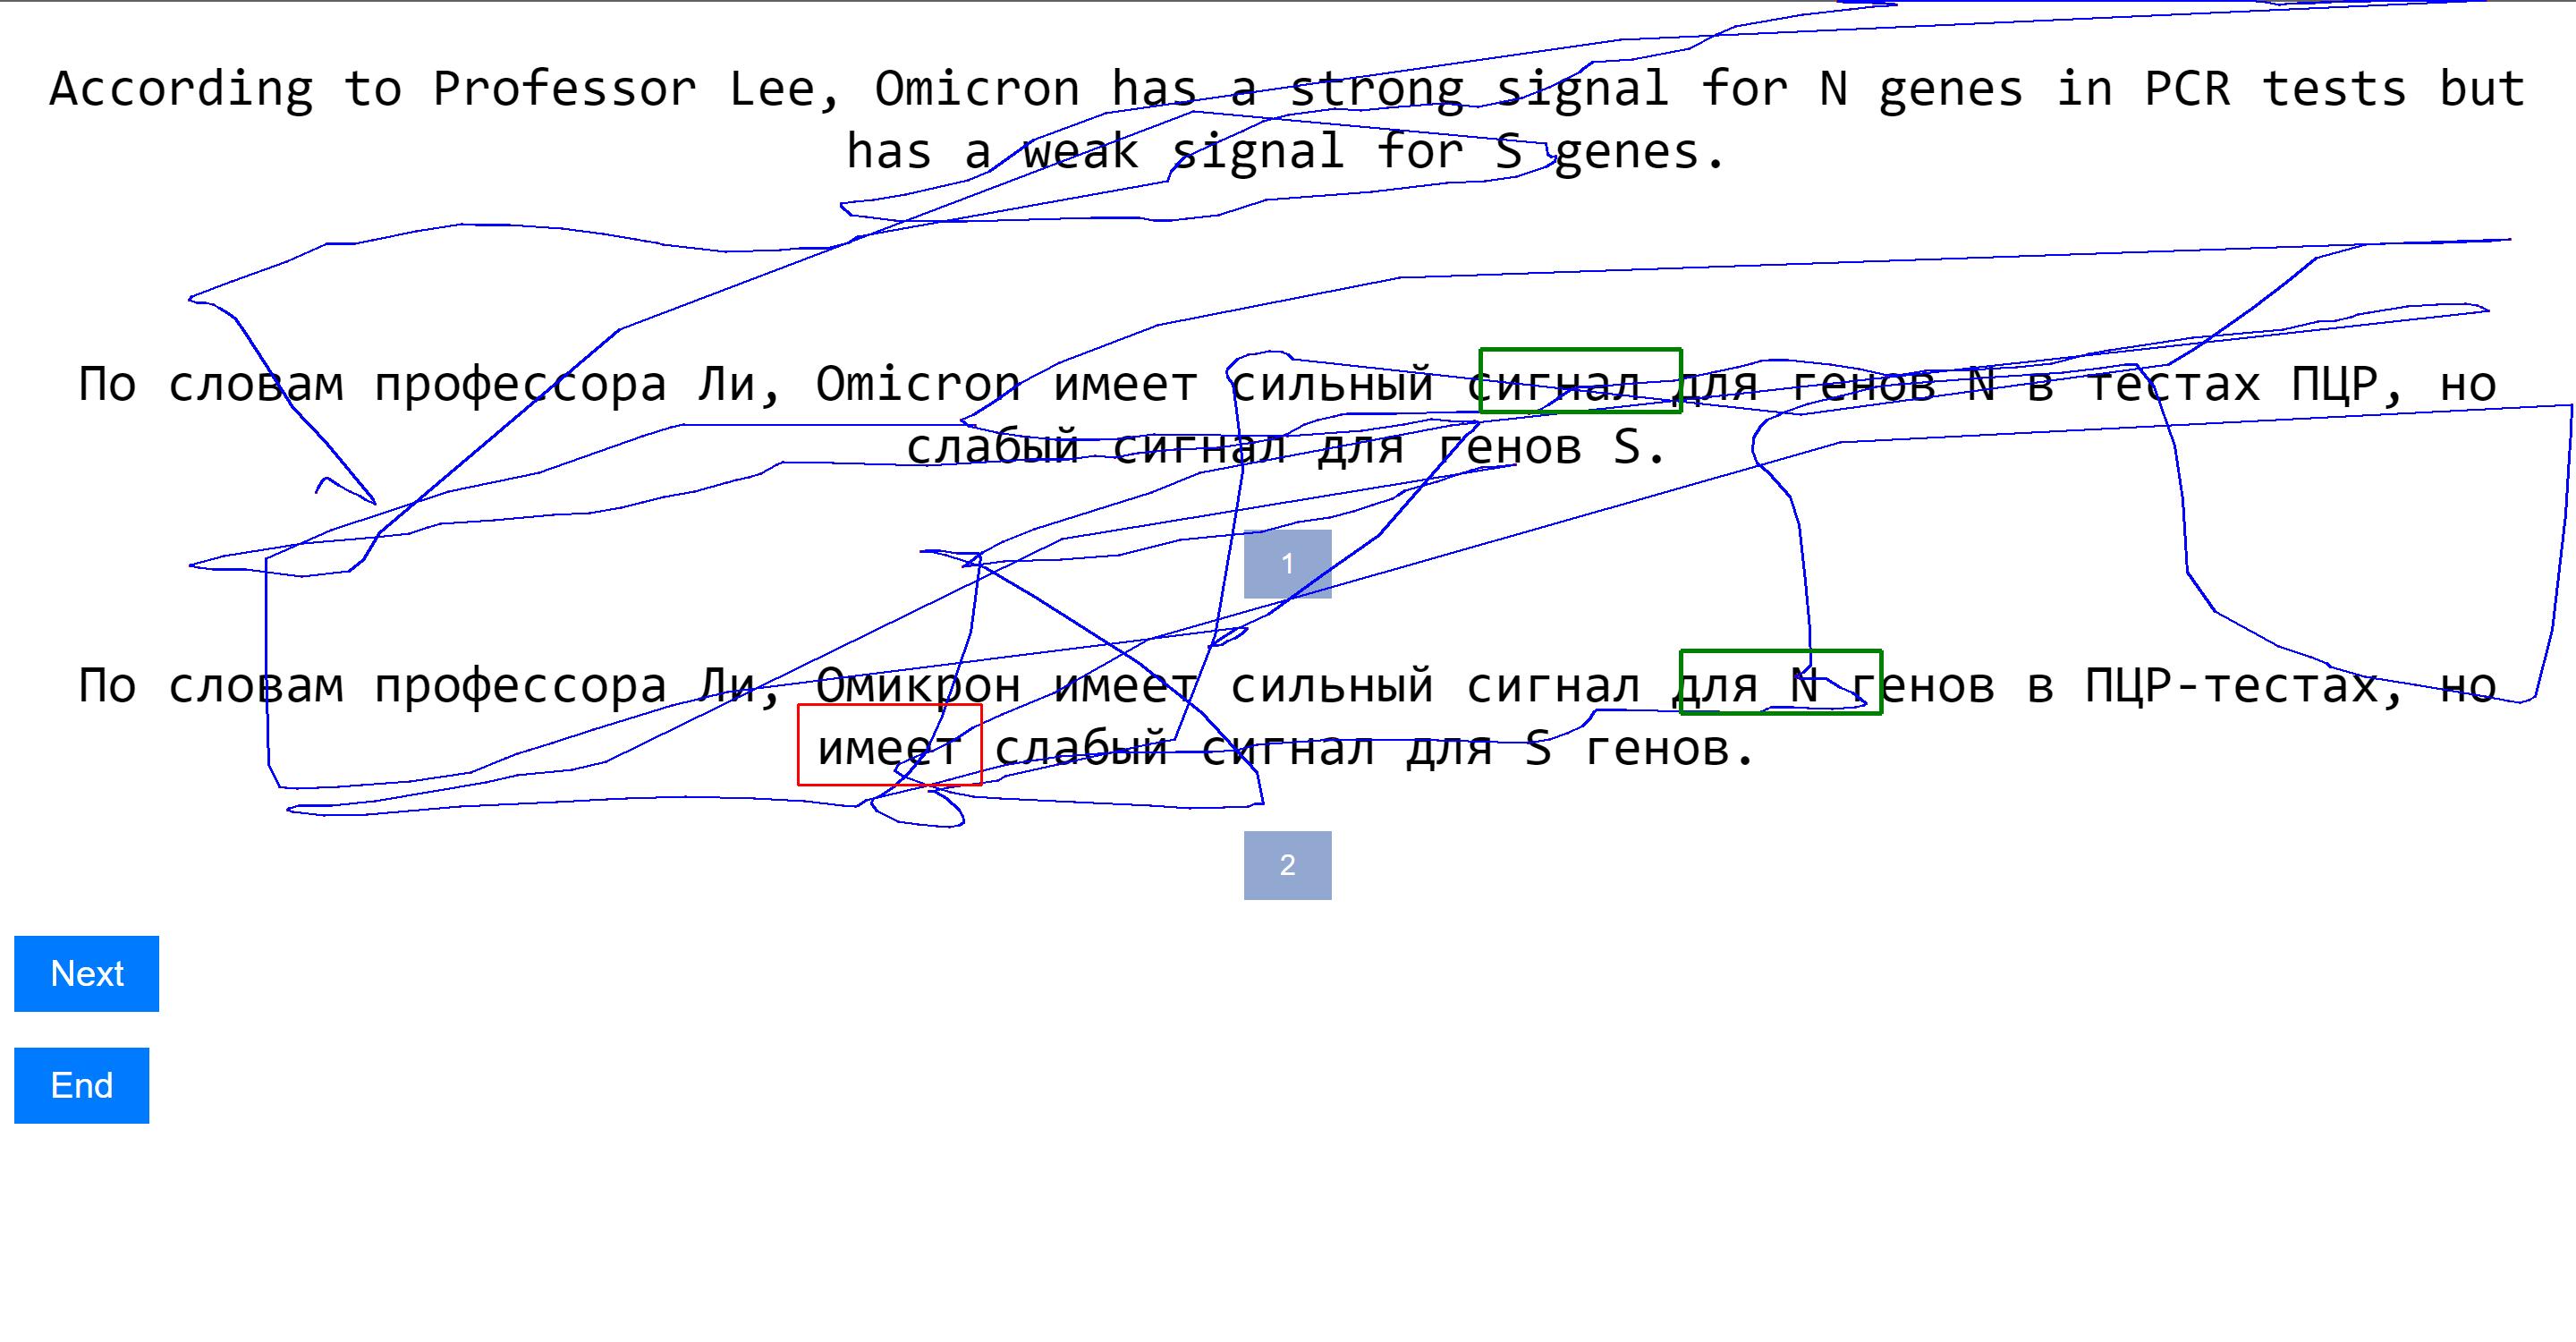 According to Professor Lee, Omicron has a strong signal for N genes in PCR tests but
has a weak signal for S genes.
По словам профессора Ли, Omicron имеет сильный сигнал для генов N в тестах ПЦР, но
слабый сигнал для генов S.
1
По словам профессора Ли, Омикрон имеет сильный сигнал для N генов в ПЦР-тестах, но
имеет слабый сигнал для S генов.
2
Next
End